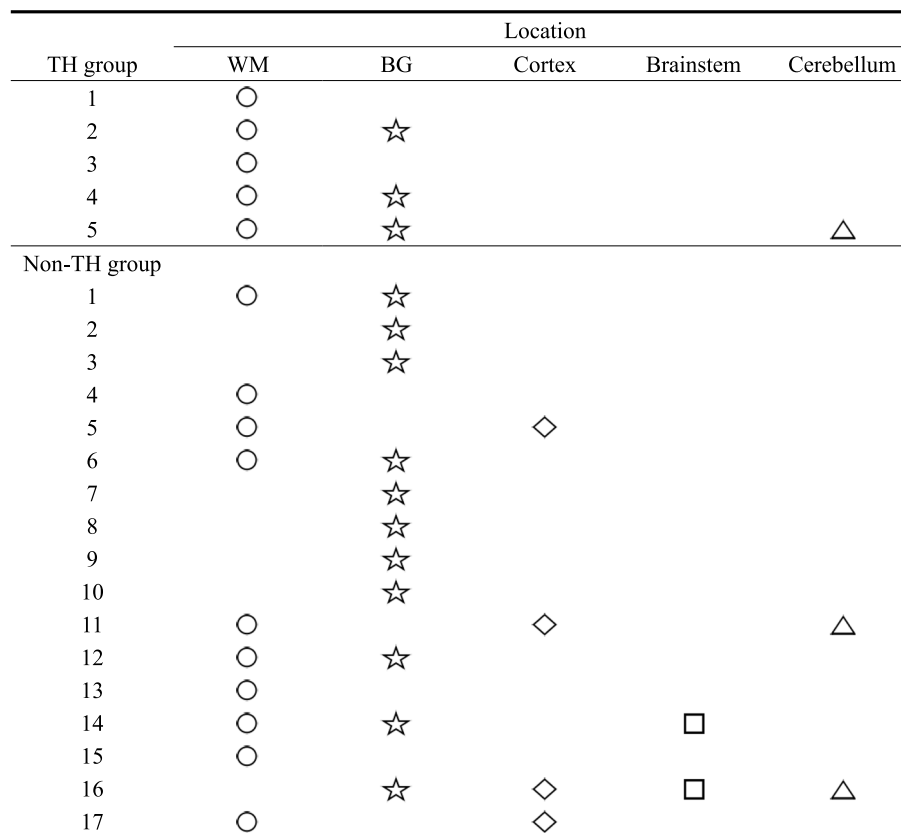 Location
TH group WM BG Cortex Brainstem Cerebellum
1 ○
2 ○ ☆
3 ○
4 ○ ☆
5 ○ ☆ △
Non-TH group
1 ○ ☆
2 ☆
3 ☆
4 ○
5 ○ ◇
6 ○ ☆
7 ☆
8 ☆
9 ☆
10 ☆
11 ○ ◇ △
12 ○ ☆
13 ○
14 ○ ☆ □
15 ○
16 ☆ ◇ □ △
17 ○ ◇